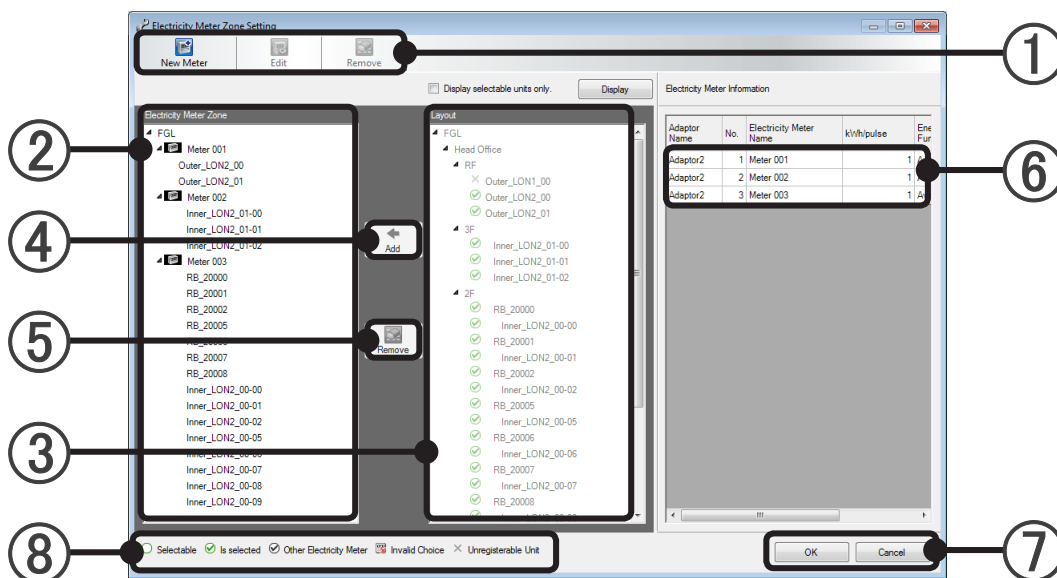 Electricity Meter Zone Setting
New Meter Edit Remove
①
Display selectable units only. Display
Electricity Meter Information
Electricity Meter Zone
FGL
Meter 001
Outer_LON2_00
Outer_LON2_01
Meter 002
Inner_LON2_01-00
Inner_LON2_01-01
Inner_LON2_01-02
Meter 003
RB_20000
RB_20001
RB_20002
RB_20005
RB_20007
RB_20008
Inner_LON2_00-00
Inner_LON2_00-01
Inner_LON2_00-02
Inner_LON2_00-05
Inner_LON2_00-07
Inner_LON2_00-08
Inner_LON2_00-09
②
④
⑤
③
⑧
Add
Remove
Layout
FGL
Head Office
RF
Outer_LON1_00
Outer_LON2_00
Outer_LON2_01
3F
Inner_LON2_01-00
Inner_LON2_01-01
Inner_LON2_01-02
2F
RB_20000
Inner_LON2_00-00
RB_20001
Inner_LON2_00-01
RB_20002
Inner_LON2_00-02
RB_20005
Inner_LON2_00-05
RB_20006
Inner_LON2_00-06
RB_20007
Inner_LON2_00-07
RB_20008
Adaptor Name No. Electricity Meter Name kWh/pulse Ene Fur
Adaptor2 1 Meter 001 1
Adaptor2 2 Meter 002 1
Adaptor2 3 Meter 003 1
⑥
Selectable Is selected Other Electricity Meter Invalid Choice Unregisterable Unit
OK Cancel
⑦